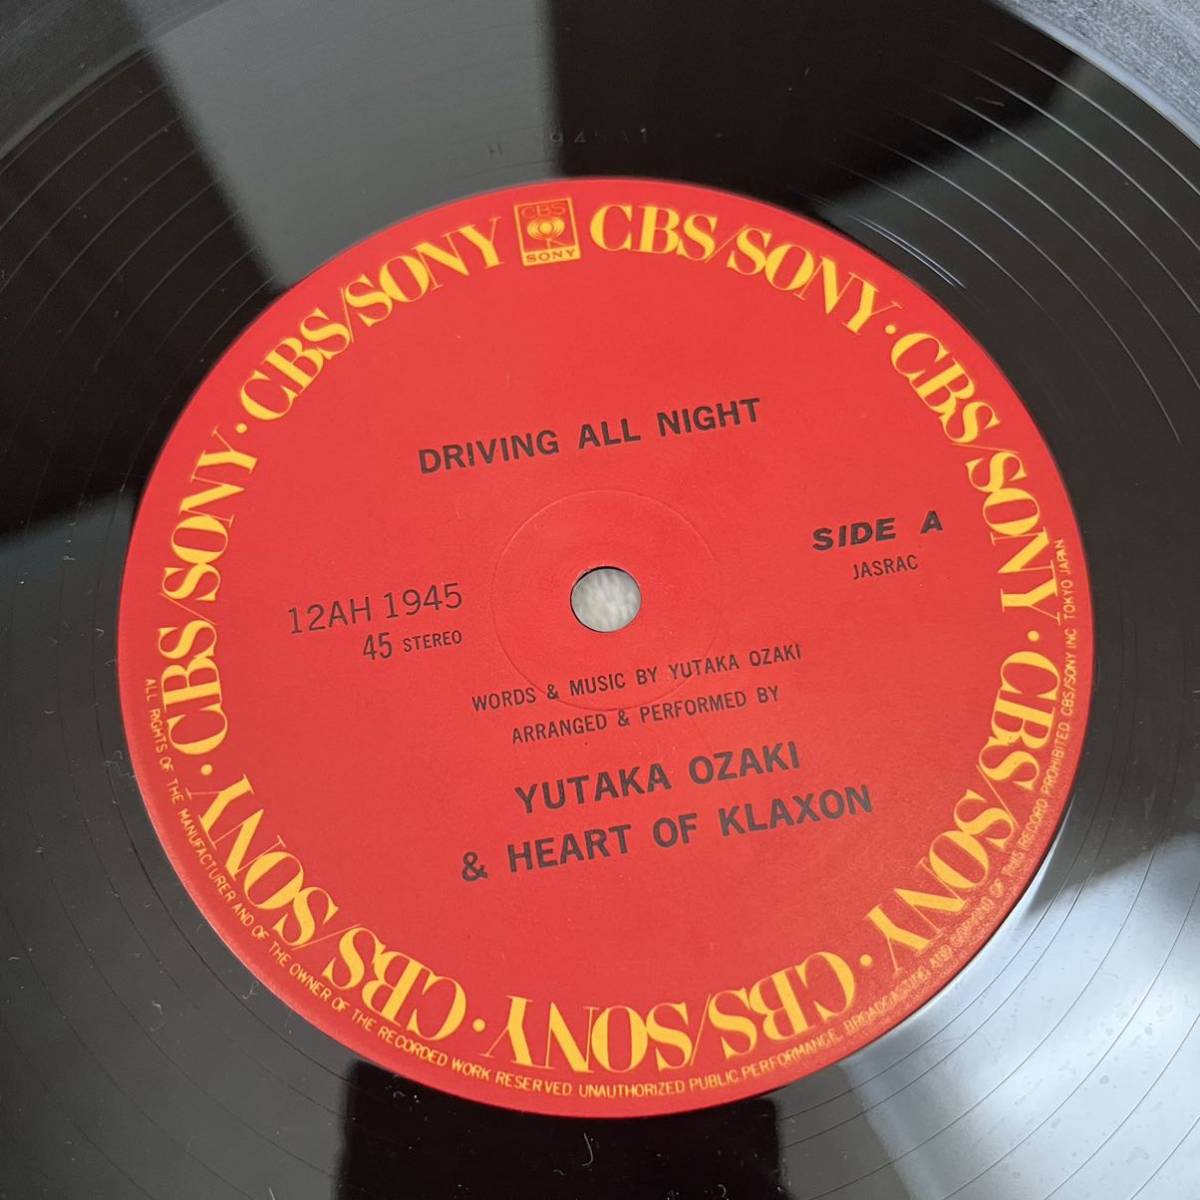 CBS
SONY
CBS/SONY · CBS/SONY · CBS/SONY · CBS/SONY · CBS/SONY · CBS/SONY · CBS/SONY · CBS/SONY
DRIVING ALL NIGHT
SIDE A
JASRAC
12AH 1945
45 STEREO
WORDS & MUSIC BY YUTAKA OZAKI
ARRANGED & PERFORMED BY
YUTAKA OZAKI
& HEART OF KLAXON
ALL RIGHTS OF THE MANUFACTURER AND OF THE OWNER OF THE RECORDED WORK RESERVED. UNAUTHORIZED PUBLIC PERFORMANCE, BROADCASTING AND COPYING OF THIS RECORD PROHIBITED. CBS/SONY INC. TOKYO JAPAN